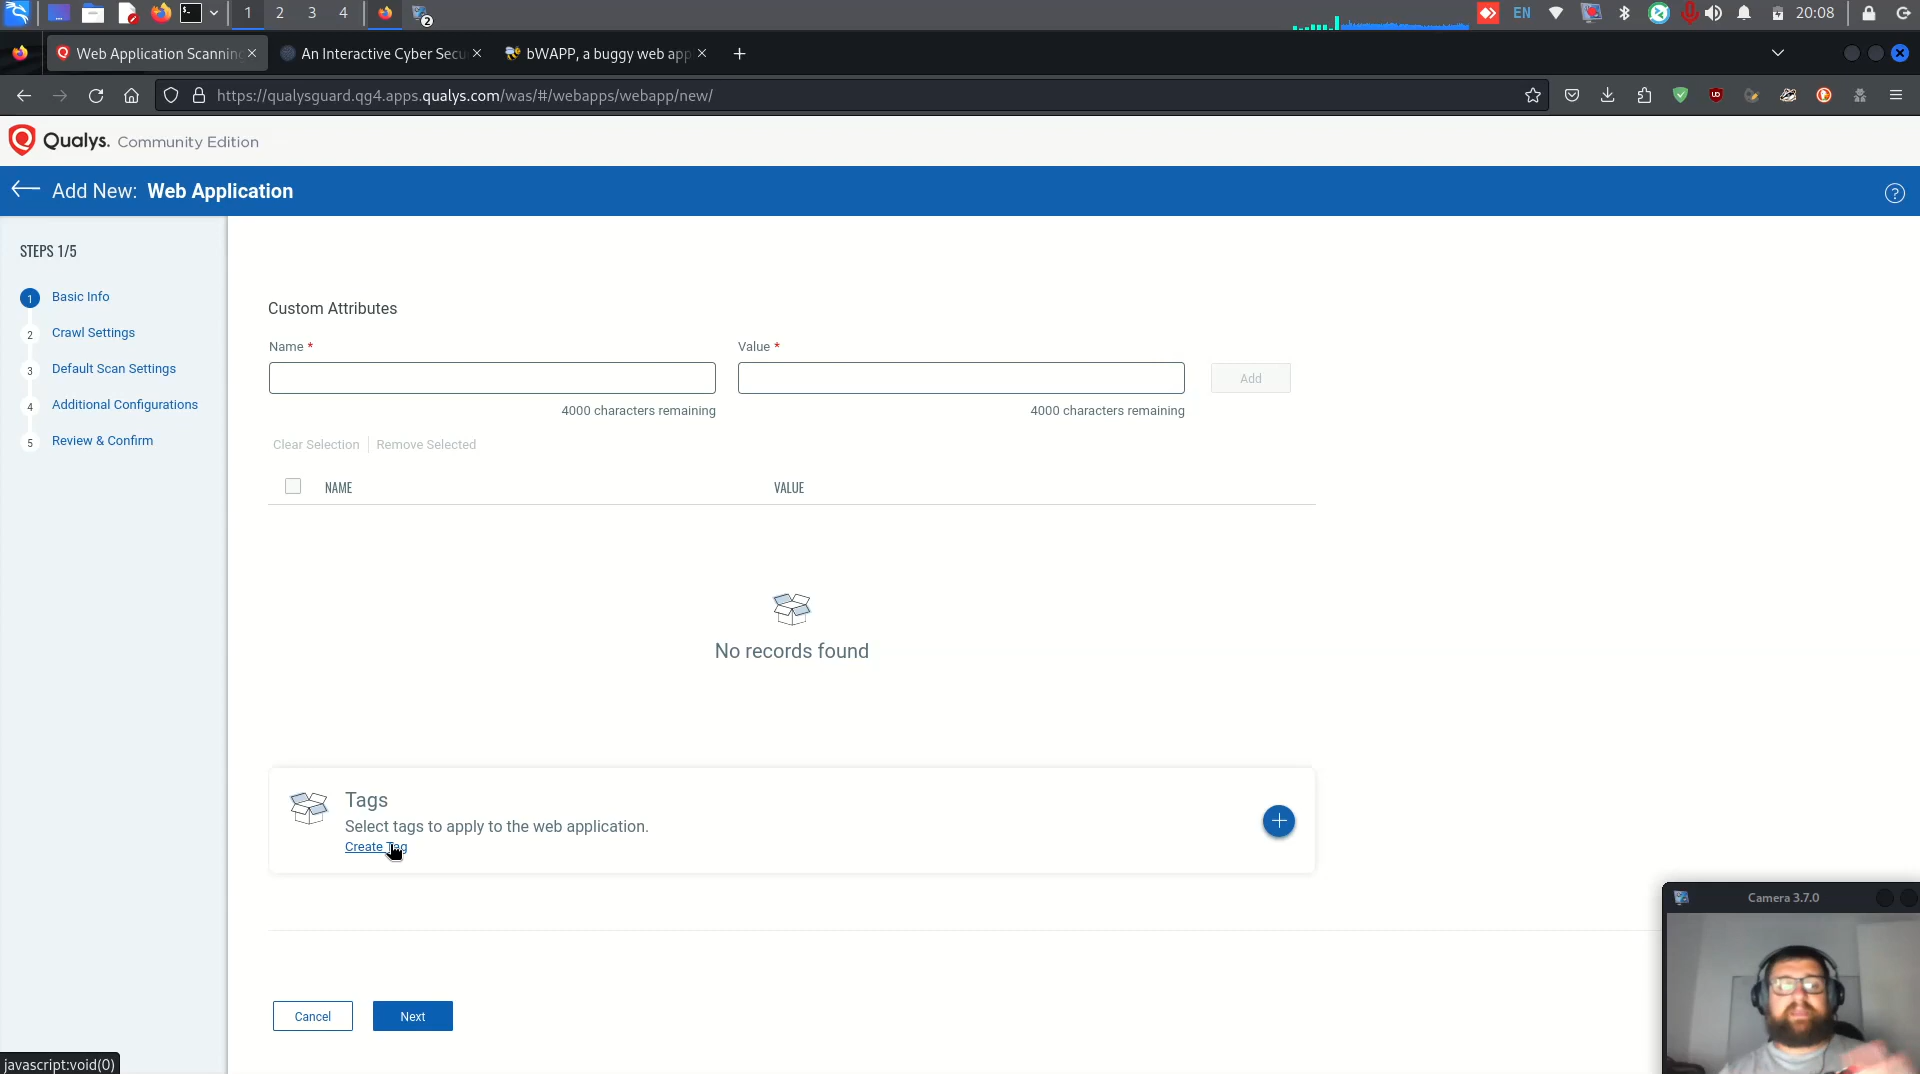 1 2 3 4 2 EN 20:08
Web Application Scanning An Interactive Cyber Secu bWAPP, a buggy web app
https://qualysguard.qg4.apps.qualys.com/was/#/webapps/webapp/new/
Qualys. Community Edition
Add New: Web Application
?
STEPS 1/5
1 Basic Info
2 Crawl Settings
3 Default Scan Settings
4 Additional Configurations
5 Review & Confirm
Custom Attributes
Name * Value *
Add
4000 characters remaining 4000 characters remaining
Clear Selection Remove Selected
NAME VALUE
No records found
Tags
Select tags to apply to the web application.
Create Tag
Cancel Next
Camera 3.7.0
javascript:void(0)